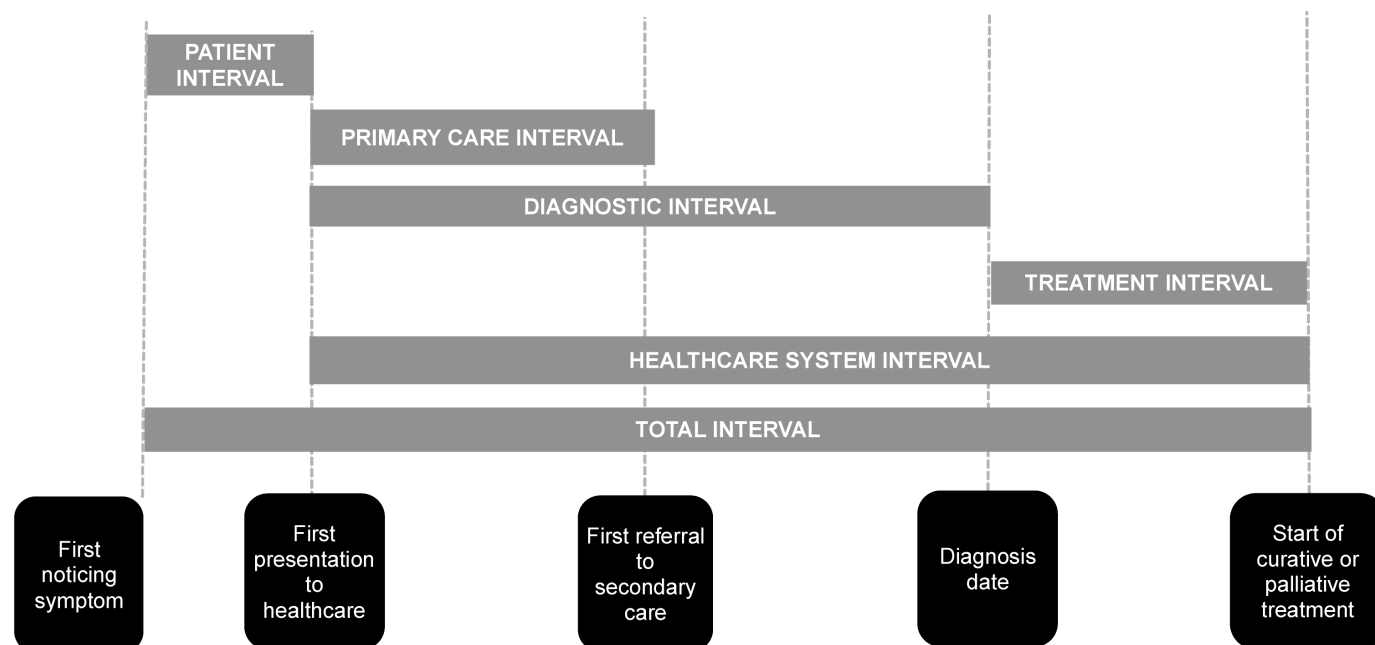 PATIENT
INTERVAL
PRIMARY CARE INTERVAL
DIAGNOSTIC INTERVAL
TREATMENT INTERVAL
HEALTHCARE SYSTEM INTERVAL
TOTAL INTERVAL
First
noticing
symptom
First
presentation
to
healthcare
First referral
to
secondary
care
Diagnosis
date
Start of
curative or
palliative
treatment